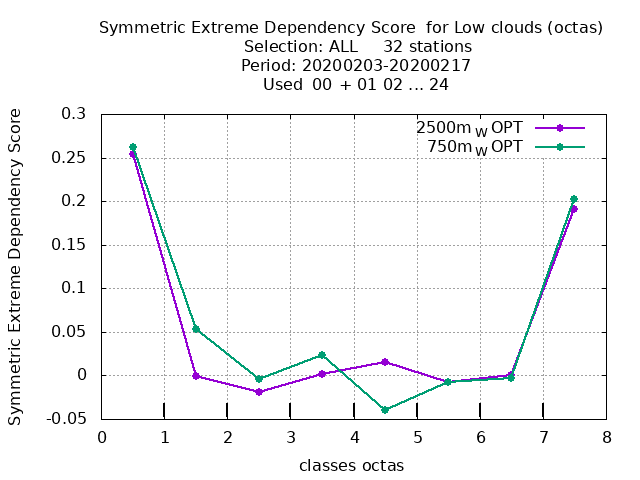 Symmetric Extreme Dependency Score  for Low clouds (octas)
Selection: ALL     32 stations
Period: 20200203-20200217
Used  00 + 01 02 ... 24
Symmetric Extreme Dependency Score
2500m W OPT
750m W OPT
0.3
0.25
0.2
0.15
0.1
0.05
0
-0.05
0 1 2 3 4 5 6 7 8
classes octas